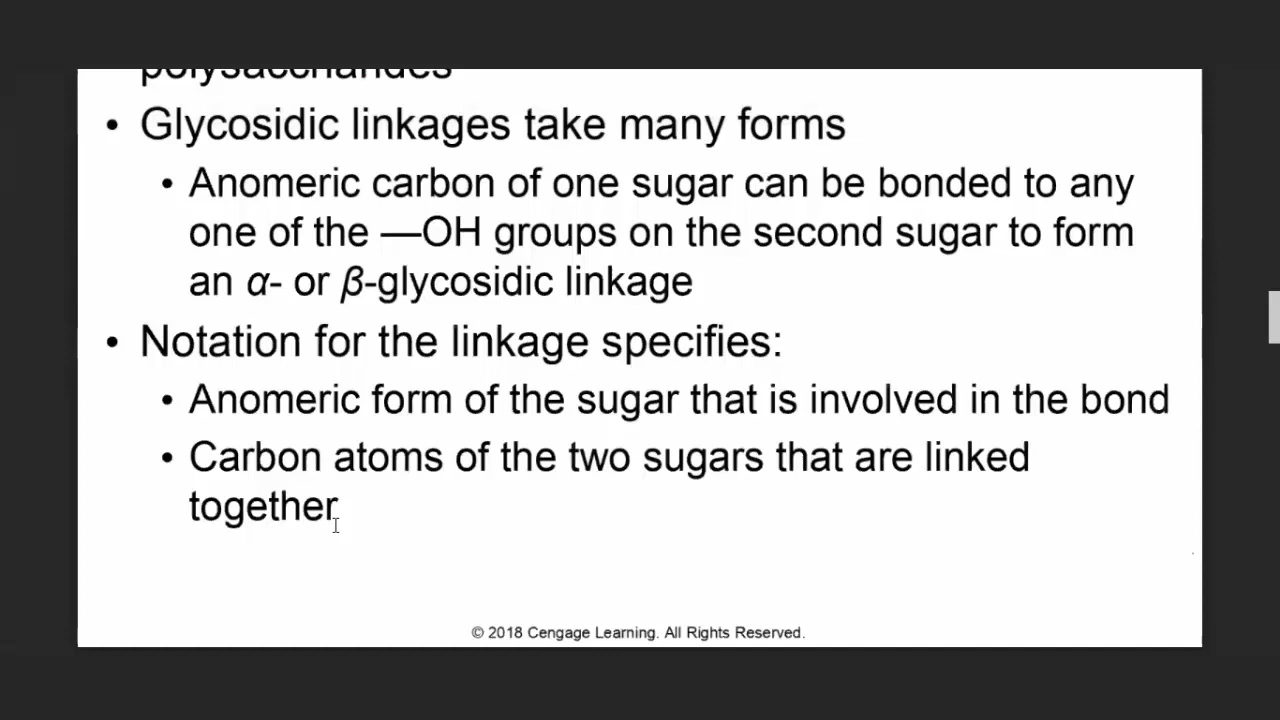 polysaccharides
• Glycosidic linkages take many forms
• Anomeric carbon of one sugar can be bonded to any
one of the —OH groups on the second sugar to form
an α- or β-glycosidic linkage
• Notation for the linkage specifies:
• Anomeric form of the sugar that is involved in the bond
• Carbon atoms of the two sugars that are linked
together
© 2018 Cengage Learning. All Rights Reserved.